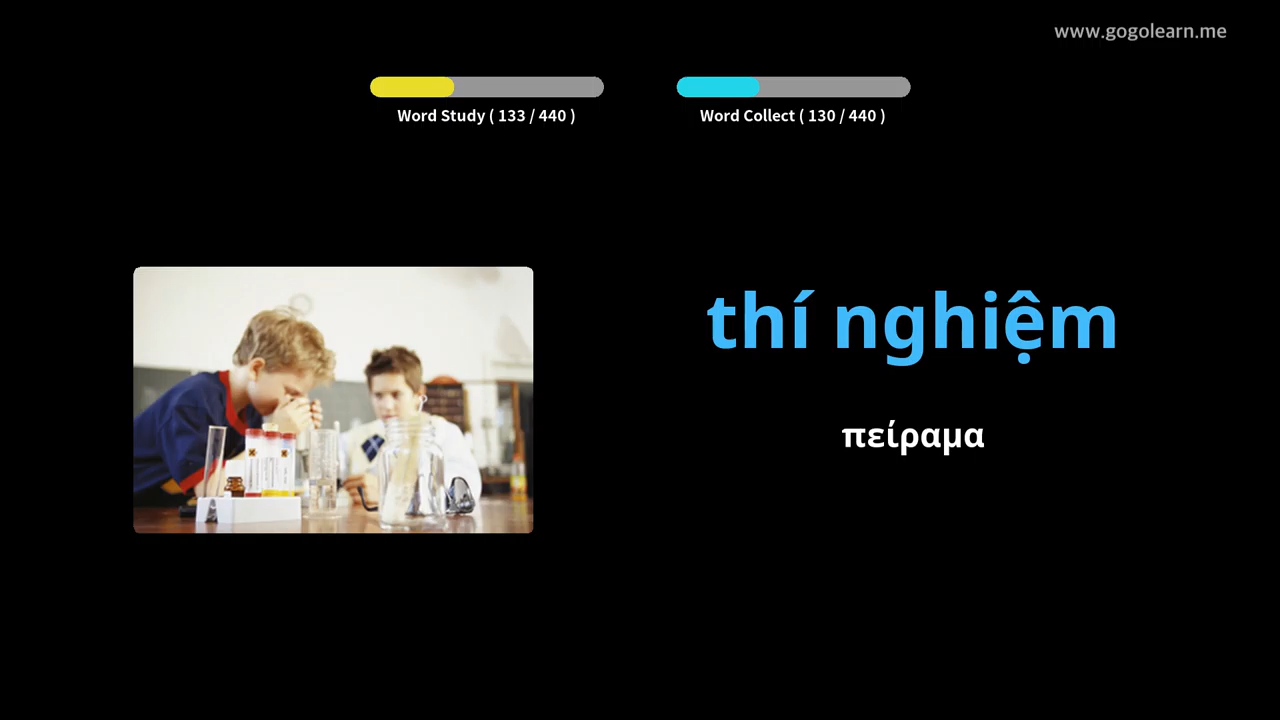 www.gogolearn.me
Word Study ( 133 / 440 )
Word Collect ( 130 / 440 )
thí nghiệm
πείραμα